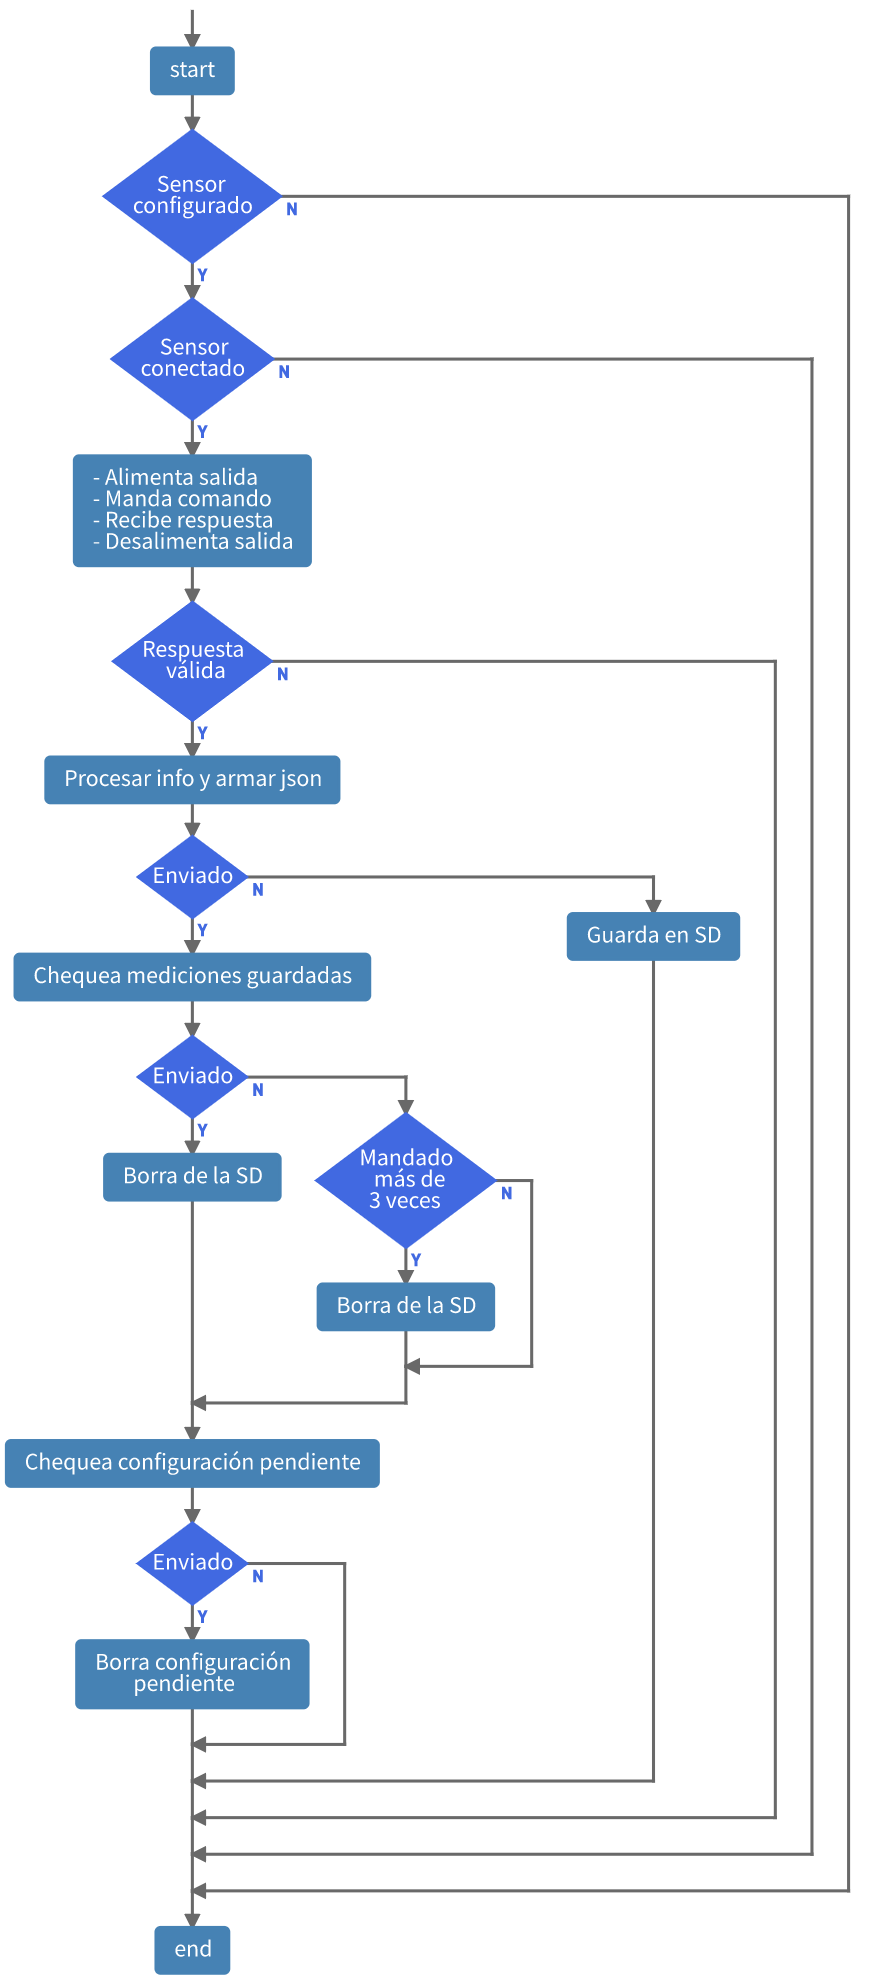 start
Sensor
configurado
N
Y
Sensor
conectado
N
Y
- Alimenta salida
- Manda comando
- Recibe respuesta
- Desalimenta salida
Respuesta
válida
N
Y
Procesar info y armar json
Enviado
N
Y
Guarda en SD
Chequea mediciones guardadas
Enviado
N
Y
Mandado
más de
3 veces
N
Y
Borra de la SD
Borra de la SD
Chequea configuración pendiente
Enviado
N
Y
Borra configuración
pendiente
end